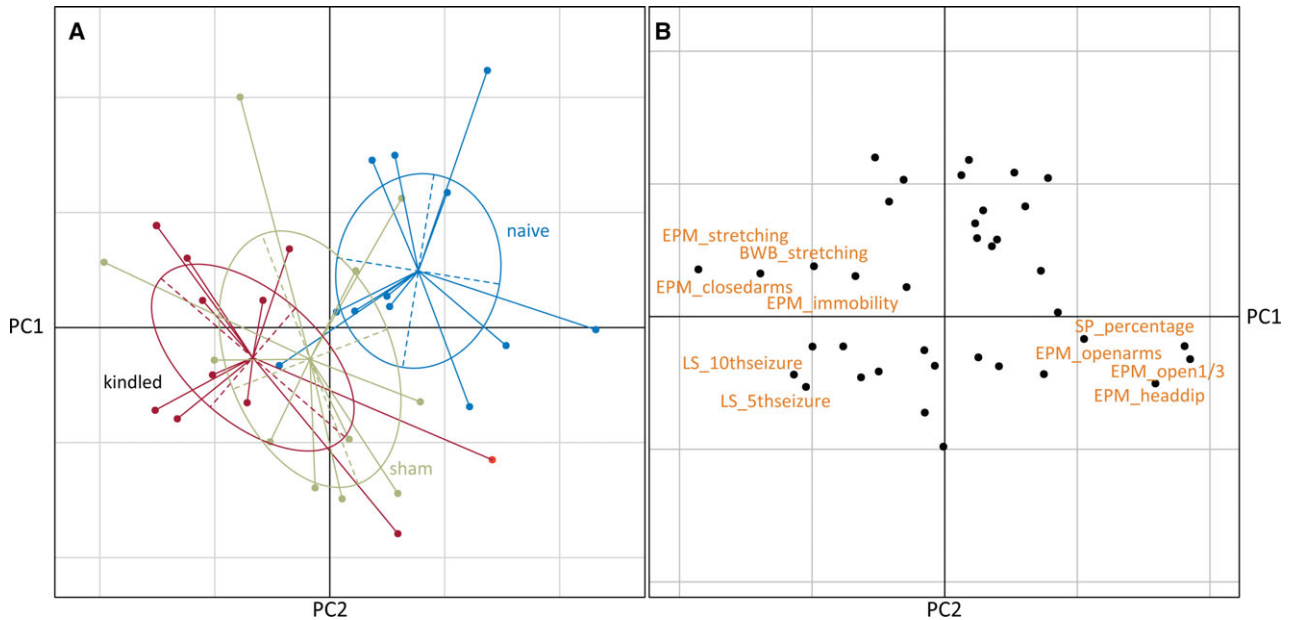 A
naive
PC1
kindled
sham
PC2
B
EPM_stretching
BWB_stretching
EPM_closedarms
EPM_immobility
PC1
SP_percentage
EPM_openarms
LS_10thseizure
EPM_open1/3
EPM_headdip
LS_5thseizure
PC2